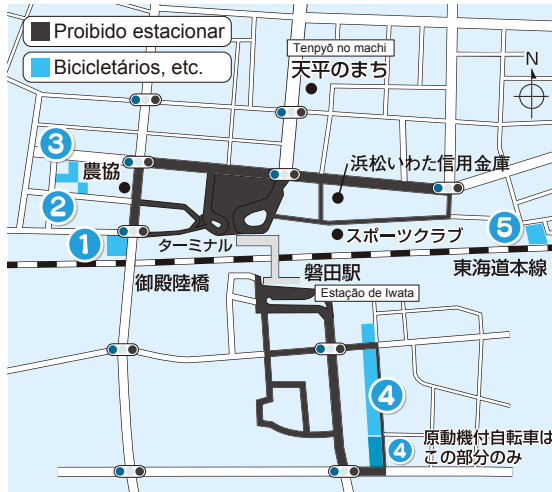 Proibido estacionar
Bicicletários, etc.
Tenpyō no machi
天平のまち
N
3
農協
浜松いわた信用金庫
2
1
5
ターミナル
スポーツクラブ
御殿陸橋
磐田駅
東海道本線
Estação de Iwata
4
4
原動機付自転車は
この部分のみ